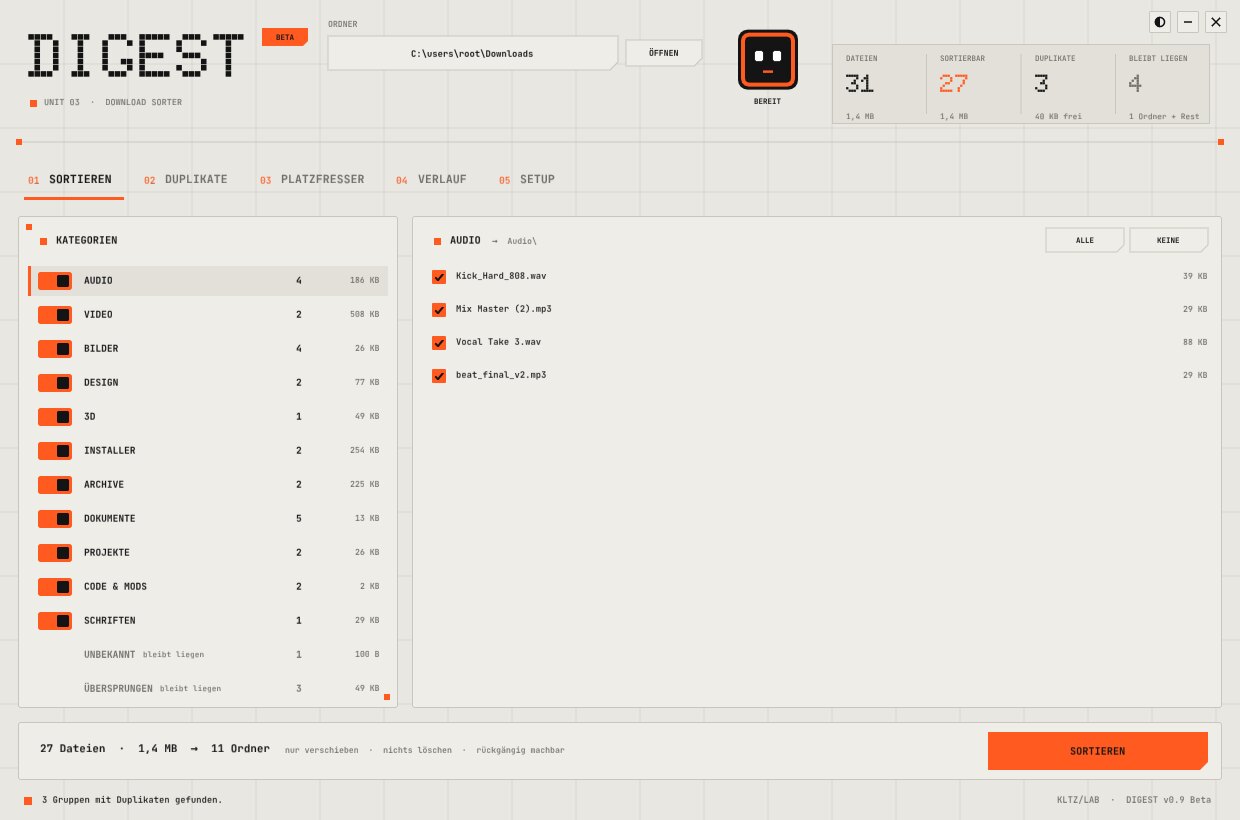 DIGEST BETA
UNIT 03 · DOWNLOAD SORTER
ORDNER
C:\users\root\Downloads ÖFFNEN
BEREIT
DATEIEN SORTIERBAR DUPLIKATE BLEIBT LIEGEN
31 27 3 4
1,4 MB 1,4 MB 40 KB frei 1 Ordner + Rest
01 SORTIEREN 02 DUPLIKATE 03 PLATZFRESSER 04 VERLAUF 05 SETUP
KATEGORIEN
AUDIO 4 186 KB
VIDEO 2 508 KB
BILDER 4 26 KB
DESIGN 2 77 KB
3D 1 49 KB
INSTALLER 2 254 KB
ARCHIVE 2 225 KB
DOKUMENTE 5 13 KB
PROJEKTE 2 26 KB
CODE & MODS 2 2 KB
SCHRIFTEN 1 29 KB
UNBEKANNT bleibt liegen 1 100 B
ÜBERSPRUNGEN bleibt liegen 3 49 KB
AUDIO → Audio\ ALLE KEINE
Kick_Hard_808.wav 39 KB
Mix Master (2).mp3 29 KB
Vocal Take 3.wav 88 KB
beat_final_v2.mp3 29 KB
27 Dateien · 1,4 MB → 11 Ordner nur verschieben · nichts löschen · rückgängig machbar SORTIEREN
3 Gruppen mit Duplikaten gefunden. KLTZ/LAB · DIGEST v0.9 Beta